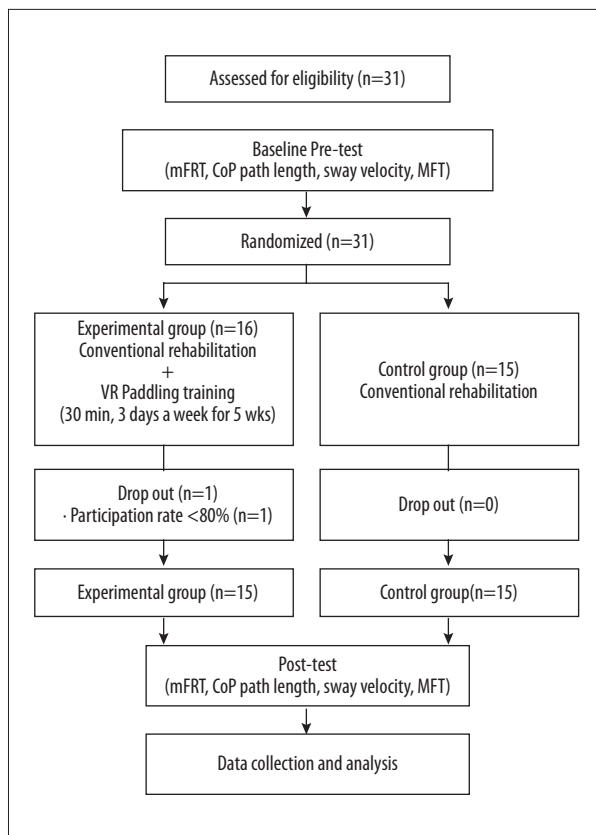 Assessed for eligibility (n=31)
Baseline Pre-test
(mFRT, CoP path length, sway velocity, MFT)
Randomized (n=31)
Experimental group (n=16)
Conventional rehabilitation
+
VR Paddling training
(30 min, 3 days a week for 5 wks)
Control group (n=15)
Conventional rehabilitation
Drop out (n=1)
· Participation rate <80% (n=1)
Drop out (n=0)
Experimental group (n=15)
Control group(n=15)
Post-test
(mFRT, CoP path length, sway velocity, MFT)
Data collection and analysis